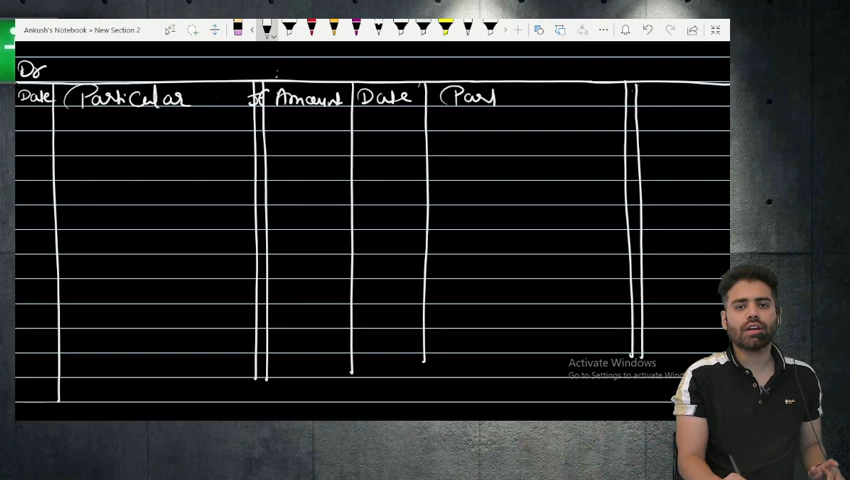 Ankush's Notebook » New Section 2
Dr
Date Particular Jf Amount Date Part
Activate Windows
Go to Settings to activate Wind